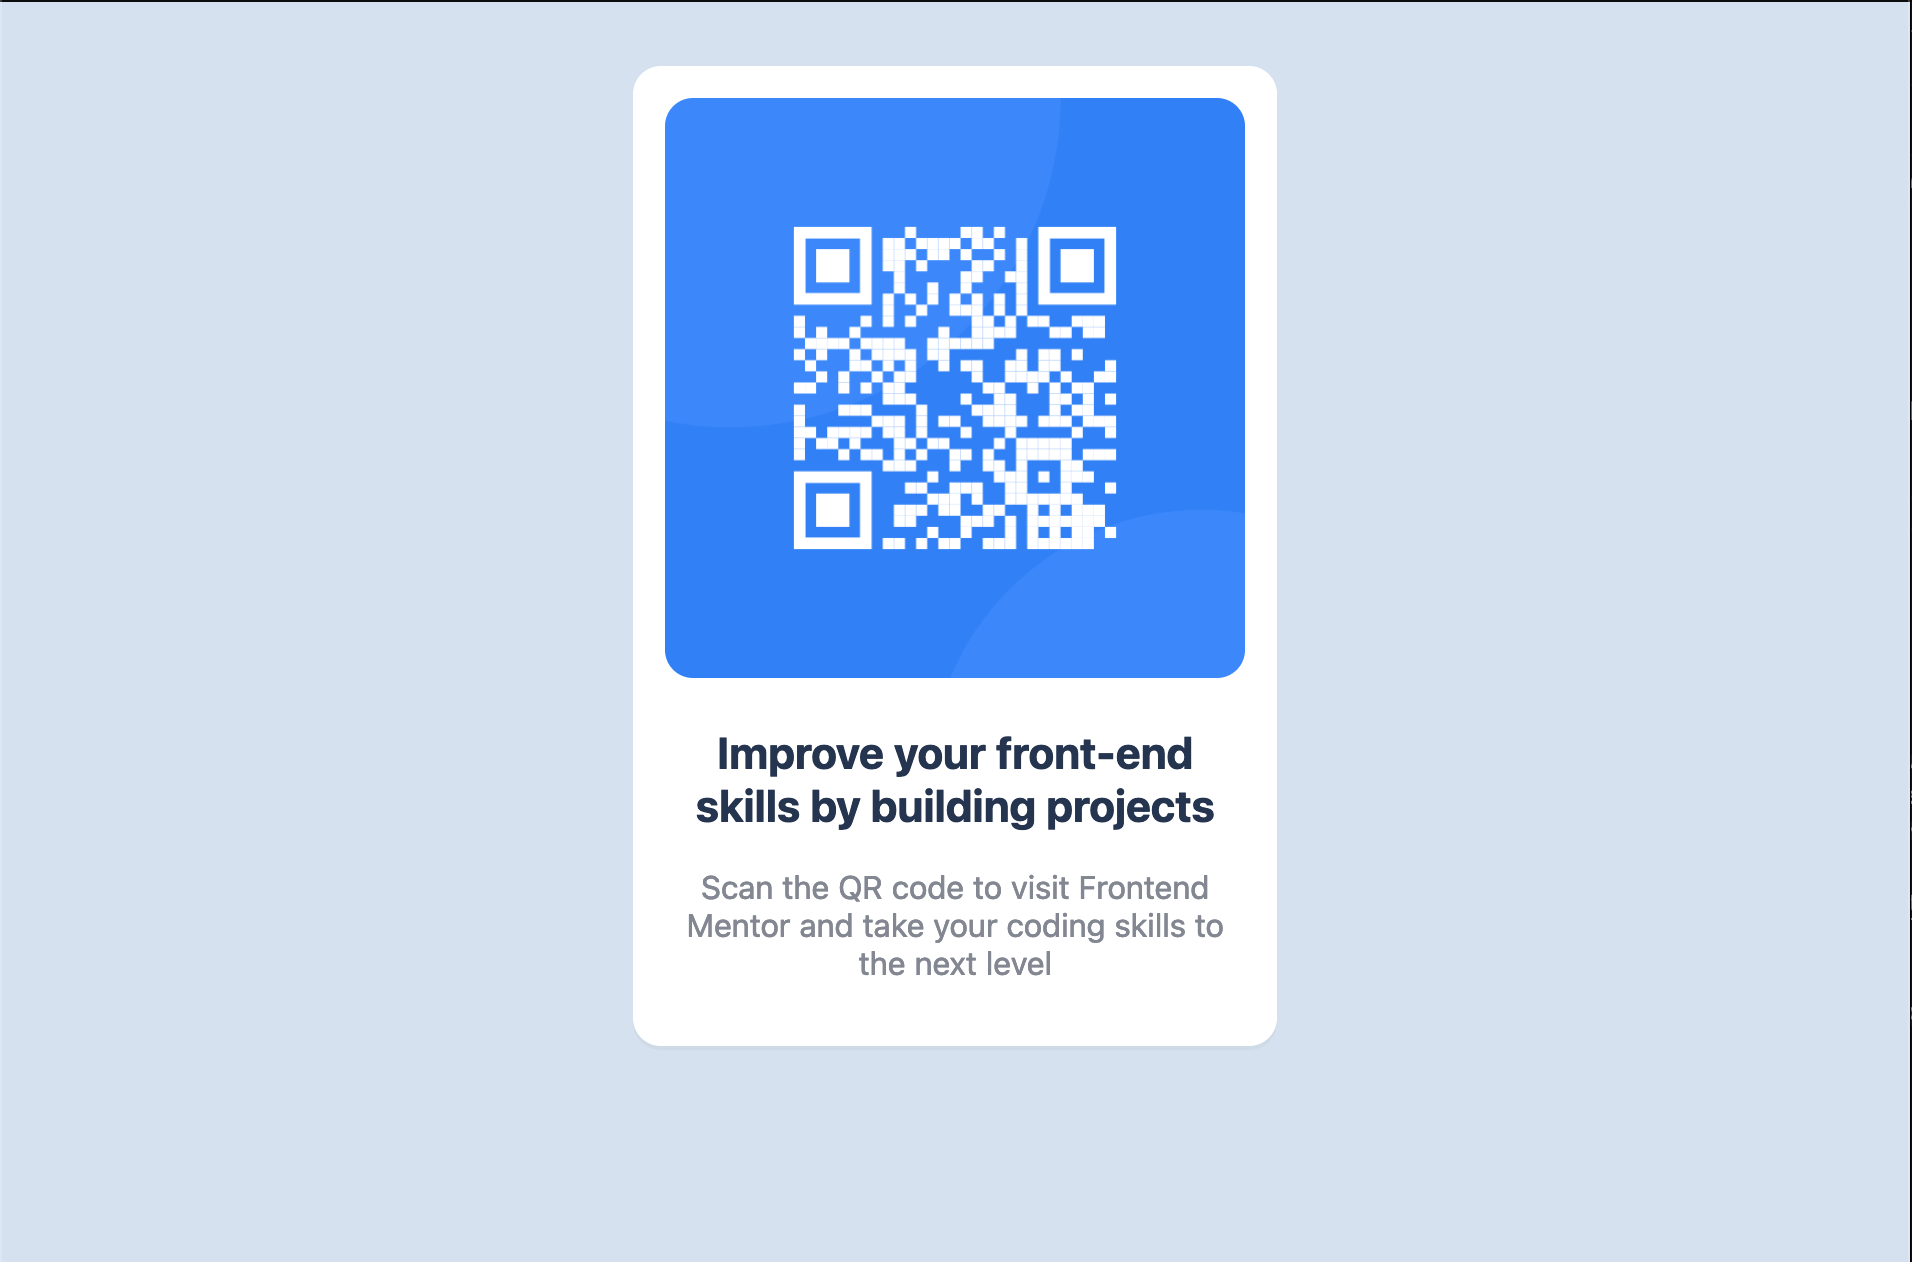 Improve your front-end
skills by building projects
Scan the QR code to visit Frontend
Mentor and take your coding skills to
the next level